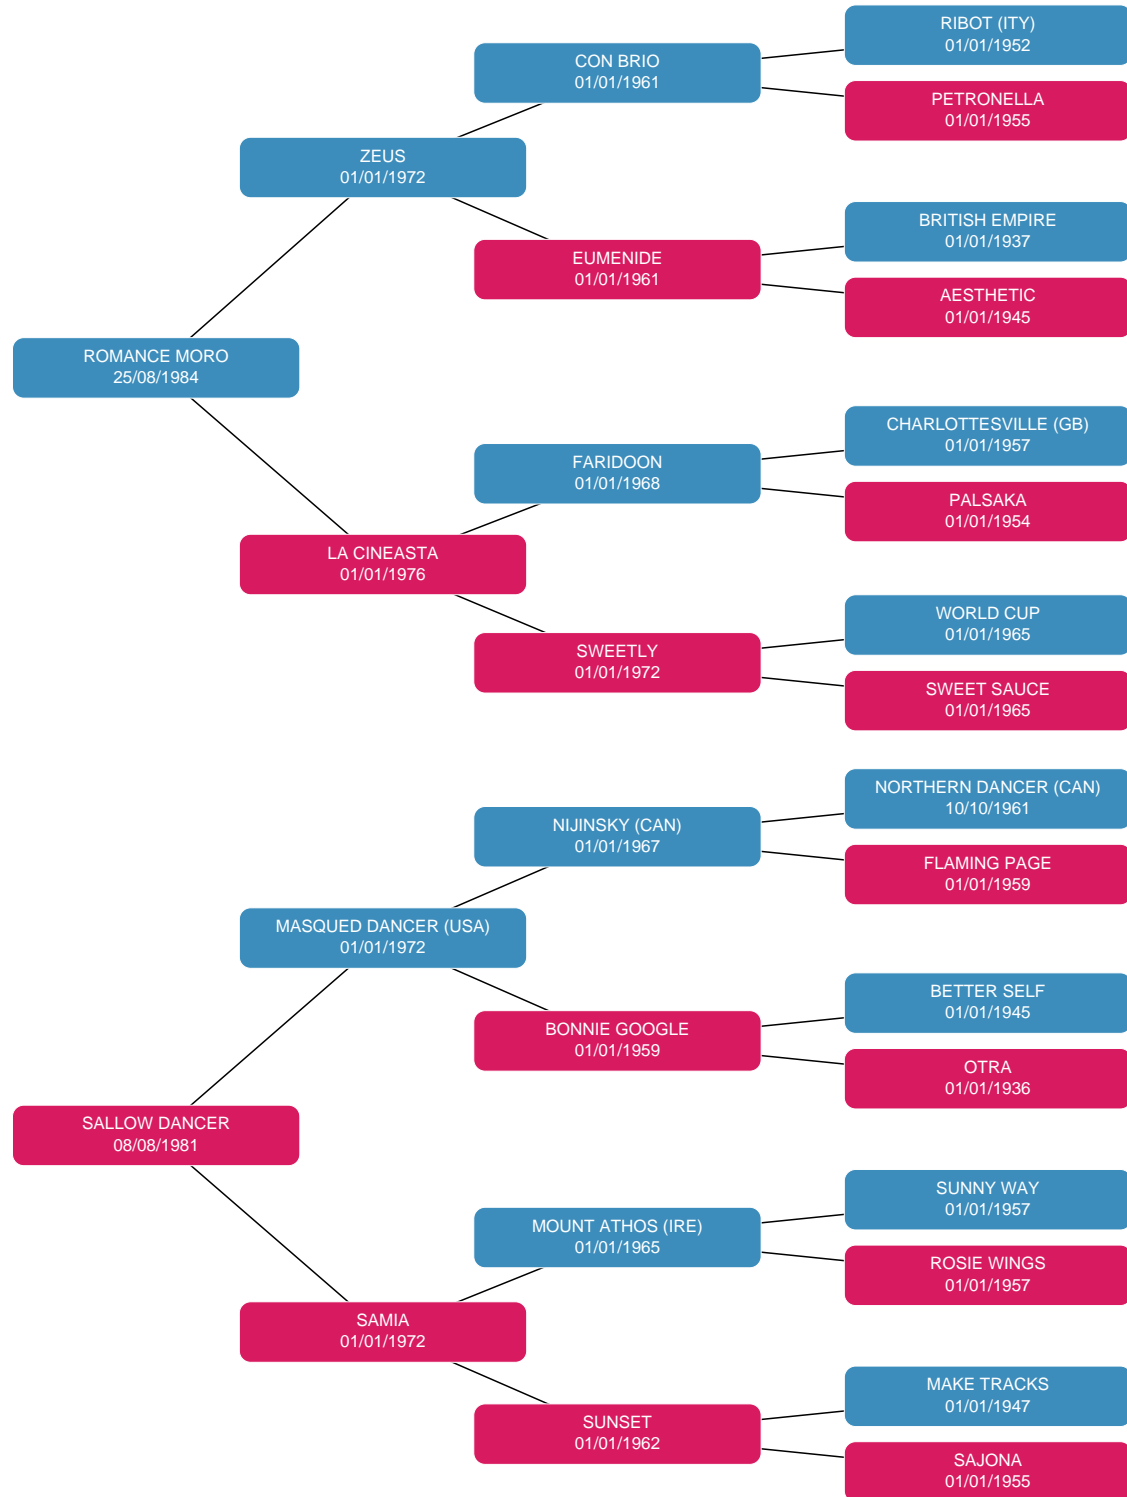 RIBOT (ITY)
01/01/1952
CON BRIO
01/01/1961
PETRONELLA
01/01/1955
ZEUS
01/01/1972
BRITISH EMPIRE
01/01/1937
EUMENIDE
01/01/1961
AESTHETIC
01/01/1945
ROMANCE MORO
25/08/1984
CHARLOTTESVILLE (GB)
01/01/1957
FARIDOON
01/01/1968
PALSAKA
01/01/1954
LA CINEASTA
01/01/1976
WORLD CUP
01/01/1965
SWEETLY
01/01/1972
SWEET SAUCE
01/01/1965
NORTHERN DANCER (CAN)
10/10/1961
NIJINSKY (CAN)
01/01/1967
FLAMING PAGE
01/01/1959
MASQUED DANCER (USA)
01/01/1972
BETTER SELF
01/01/1945
BONNIE GOOGLE
01/01/1959
OTRA
01/01/1936
SALLOW DANCER
08/08/1981
SUNNY WAY
01/01/1957
MOUNT ATHOS (IRE)
01/01/1965
ROSIE WINGS
01/01/1957
SAMIA
01/01/1972
MAKE TRACKS
01/01/1947
SUNSET
01/01/1962
SAJONA
01/01/1955